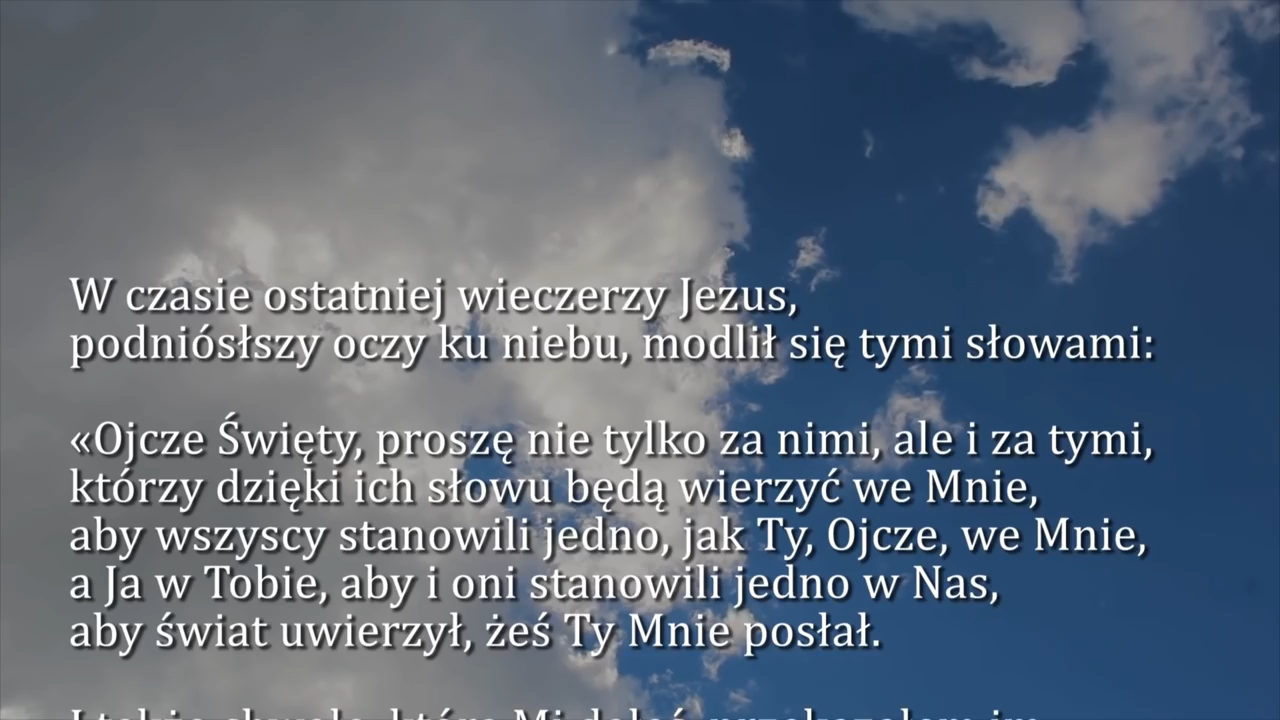 W czasie ostatniej wieczerzy Jezus,
podniósłszy oczy ku niebu, modlił się tymi słowami:
«Ojcze Święty, proszę nie tylko za nimi, ale i za tymi,
którzy dzięki ich słowu będą wierzyć we Mnie,
aby wszyscy stanowili jedno, jak Ty, Ojcze, we Mnie,
a Ja w Tobie, aby i oni stanowili jedno w Nas,
aby świat uwierzył, żeś Ty Mnie posłał.